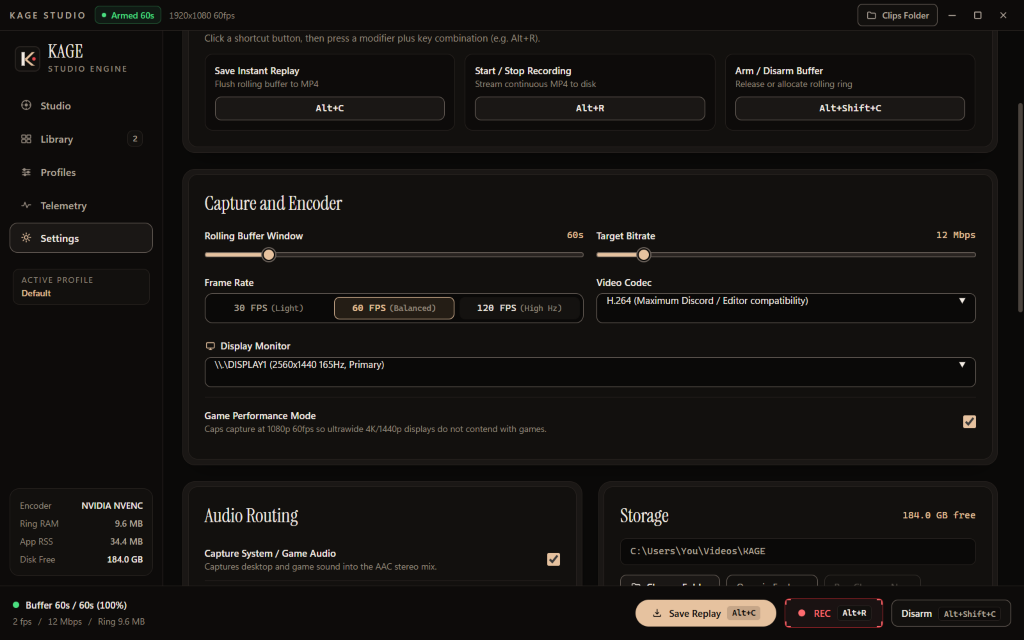 KAGE STUDIO
Armed 60s
1920x1080 60fps
Clips Folder
K
KAGE
STUDIO ENGINE
Studio
Library
2
Profiles
Telemetry
Settings
ACTIVE PROFILE
Default
Encoder NVIDIA NVENC
Ring RAM 9.6 MB
App RSS 34.4 MB
Disk Free 184.0 GB
Click a shortcut button, then press a modifier plus key combination (e.g. Alt+R).
Save Instant Replay
Flush rolling buffer to MP4
Alt+C
Start / Stop Recording
Stream continuous MP4 to disk
Alt+R
Arm / Disarm Buffer
Release or allocate rolling ring
Alt+Shift+C
Capture and Encoder
Rolling Buffer Window 60s
Target Bitrate 12 Mbps
Frame Rate
30 FPS (Light)
60 FPS (Balanced)
120 FPS (High Hz)
Video Codec
H.264 (Maximum Discord / Editor compatibility)
Display Monitor
\\.\DISPLAY1 (2560x1440 165Hz, Primary)
Game Performance Mode
Caps capture at 1080p 60fps so ultrawide 4K/1440p displays do not contend with games.
Audio Routing
Capture System / Game Audio
Captures desktop and game sound into the AAC stereo mix.
Storage
184.0 GB free
C:\Users\You\Videos\KAGE
Buffer 60s / 60s (100%)
2 fps / 12 Mbps / Ring 9.6 MB
Save Replay Alt+C
REC Alt+R
Disarm Alt+Shift+C